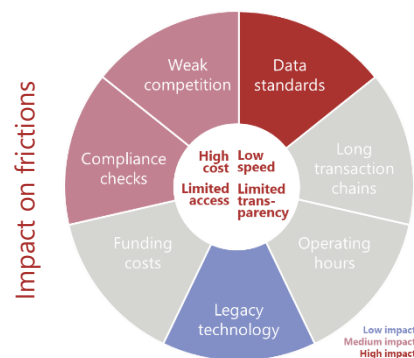 Impact on frictions
Weak
competition
Data
standards
Compliance
checks
High
cost
Low
speed
Limited
access
Limited
trans-
parency
Long
transaction
chains
Funding
costs
Operating
hours
Legacy
technology
Low impact
Medium impact
High impact